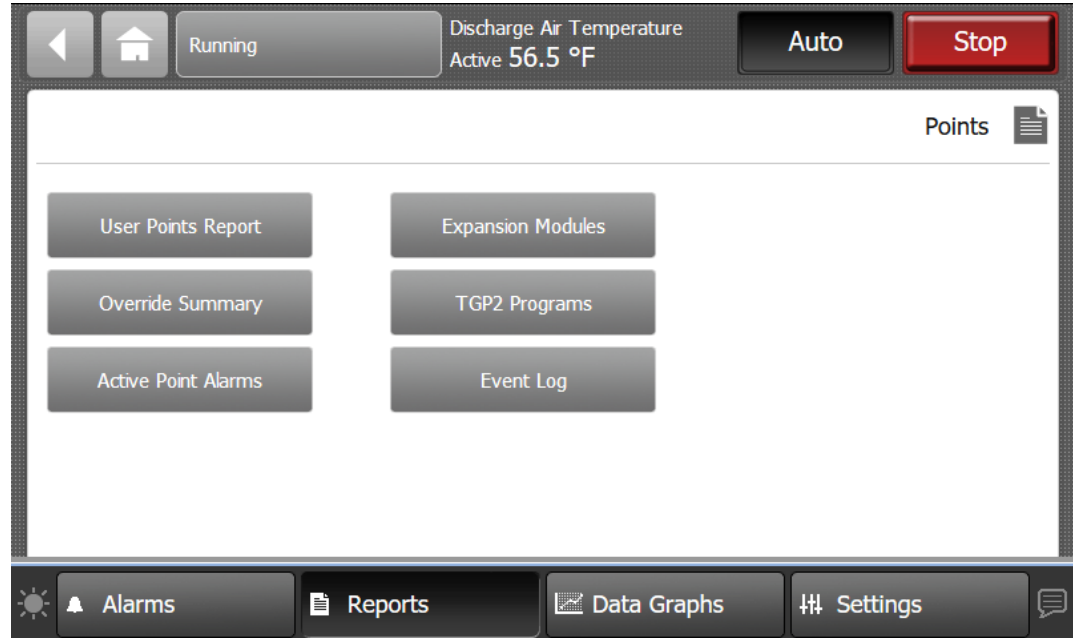 Running
Discharge Air Temperature
Active 56.5 °F
Auto
Stop
Points
User Points Report
Expansion Modules
Override Summary
TGP2 Programs
Active Point Alarms
Event Log
Alarms
Reports
Data Graphs
Settings